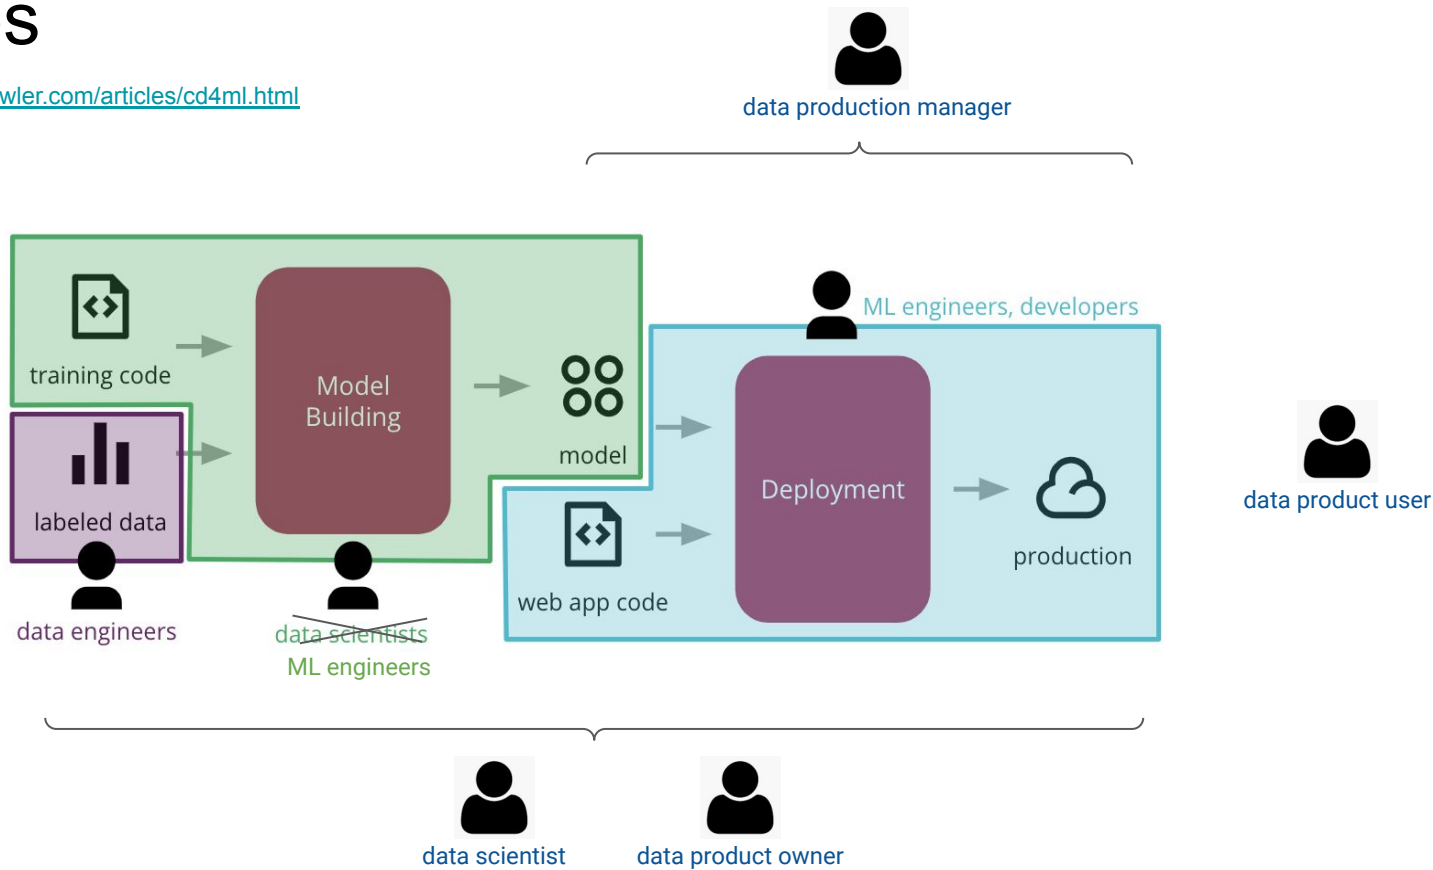 s
wler.com/articles/cd4ml.html
data production manager
ML engineers, developers
training code
Model
Building
model
labeled data
Deployment
production
web app code
data product user
data engineers
data scientists
ML engineers
data scientist
data product owner